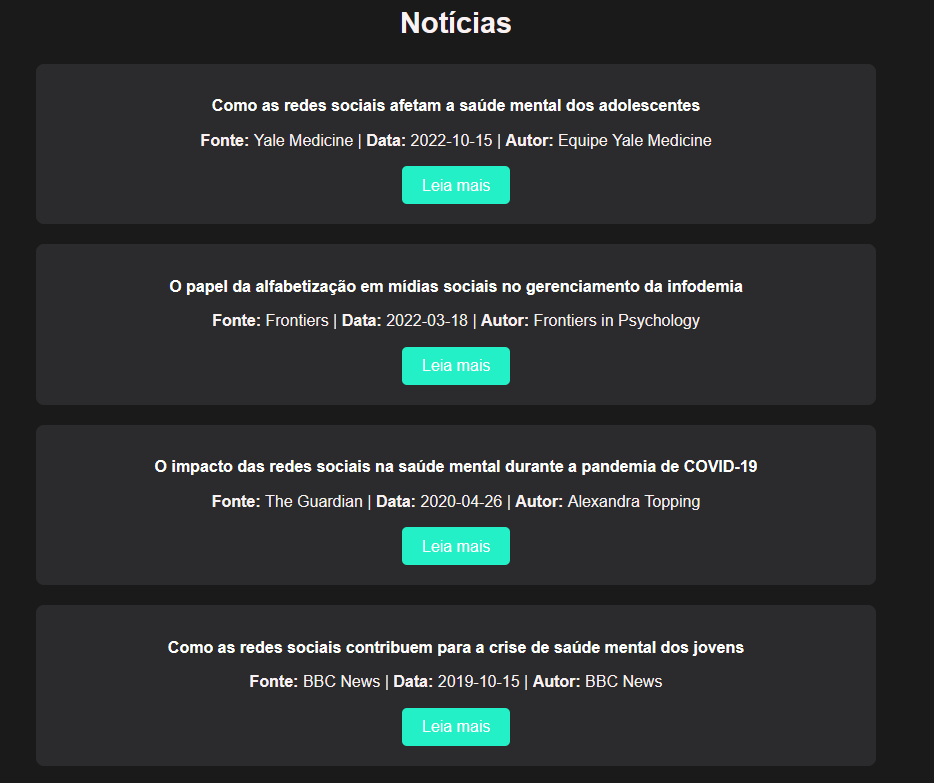 Notícias
Como as redes sociais afetam a saúde mental dos adolescentes
Fonte: Yale Medicine | Data: 2022-10-15 | Autor: Equipe Yale Medicine
Leia mais
O papel da alfabetização em mídias sociais no gerenciamento da infodemia
Fonte: Frontiers | Data: 2022-03-18 | Autor: Frontiers in Psychology
Leia mais
O impacto das redes sociais na saúde mental durante a pandemia de COVID-19
Fonte: The Guardian | Data: 2020-04-26 | Autor: Alexandra Topping
Leia mais
Como as redes sociais contribuem para a crise de saúde mental dos jovens
Fonte: BBC News | Data: 2019-10-15 | Autor: BBC News
Leia mais